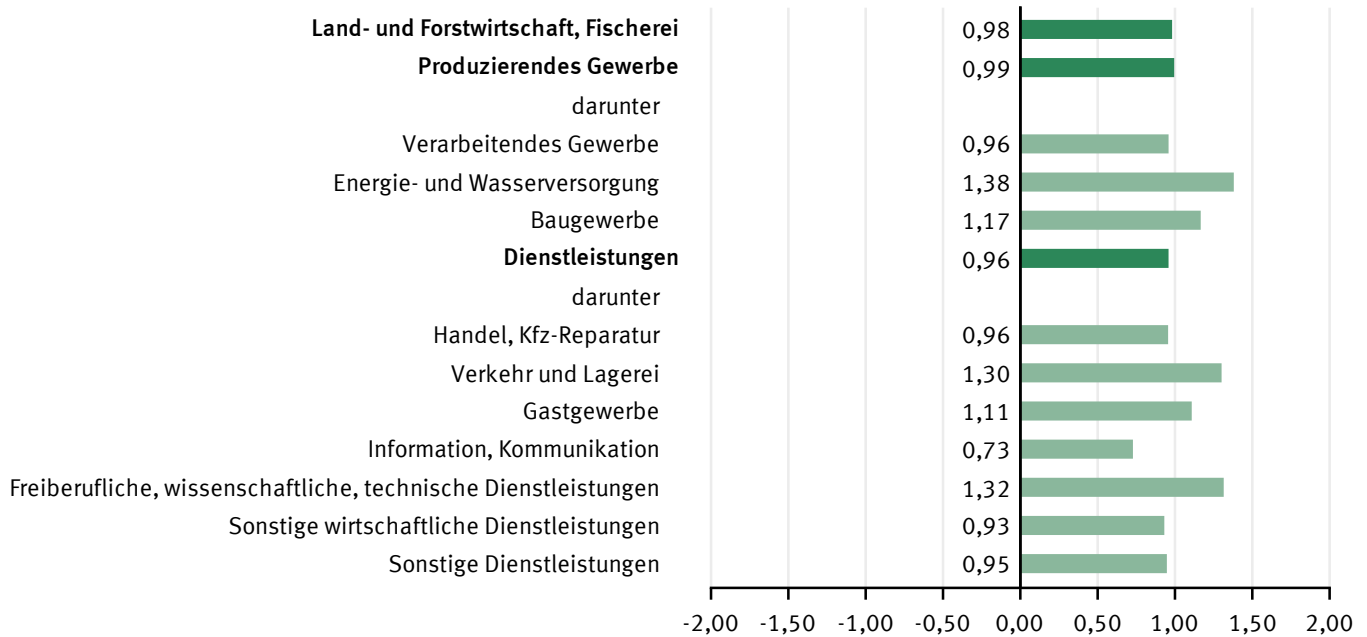 Land- und Forstwirtschaft, Fischerei 0,98
Produzierendes Gewerbe 0,99
darunter
Verarbeitendes Gewerbe 0,96
Energie- und Wasserversorgung 1,38
Baugewerbe 1,17
Dienstleistungen 0,96
darunter
Handel, Kfz-Reparatur 0,96
Verkehr und Lagerei 1,30
Gastgewerbe 1,11
Information, Kommunikation 0,73
Freiberufliche, wissenschaftliche, technische Dienstleistungen 1,32
Sonstige wirtschaftliche Dienstleistungen 0,93
Sonstige Dienstleistungen 0,95
-2,00 -1,50 -1,00 -0,50 0,00 0,50 1,00 1,50 2,00